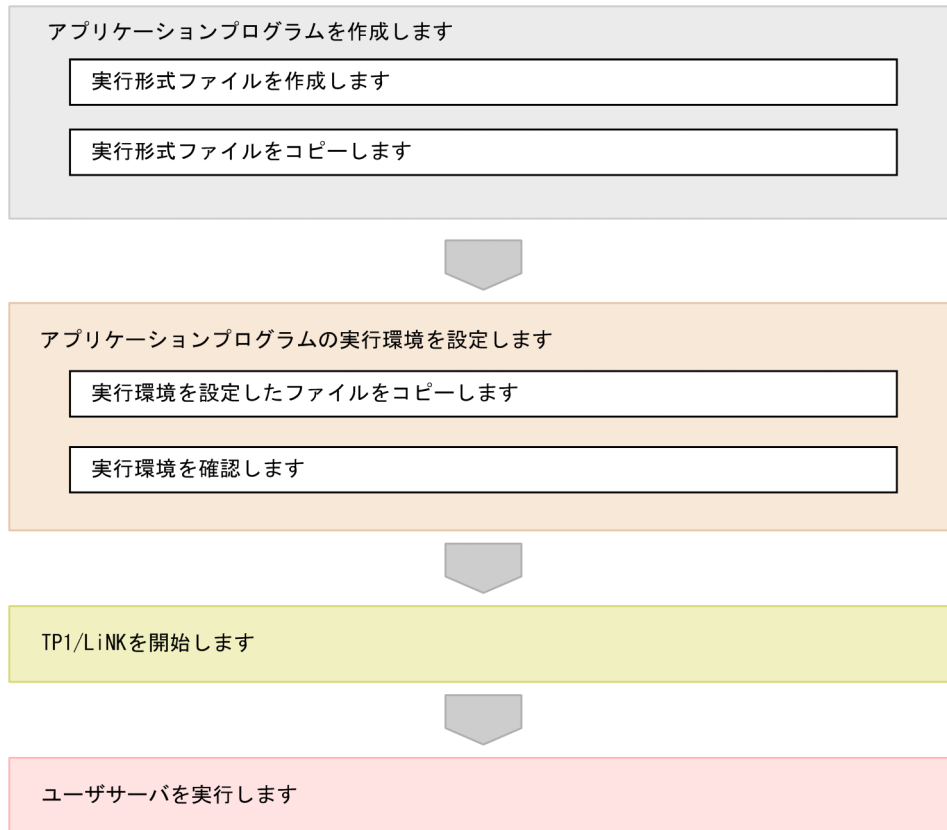 アプリケーションプログラムを作成します
実行形式ファイルを作成します
実行形式ファイルをコピーします
アプリケーションプログラムの実行環境を設定します
実行環境を設定したファイルをコピーします
実行環境を確認します
TP1/LiNKを開始します
ユーザサーバを実行します